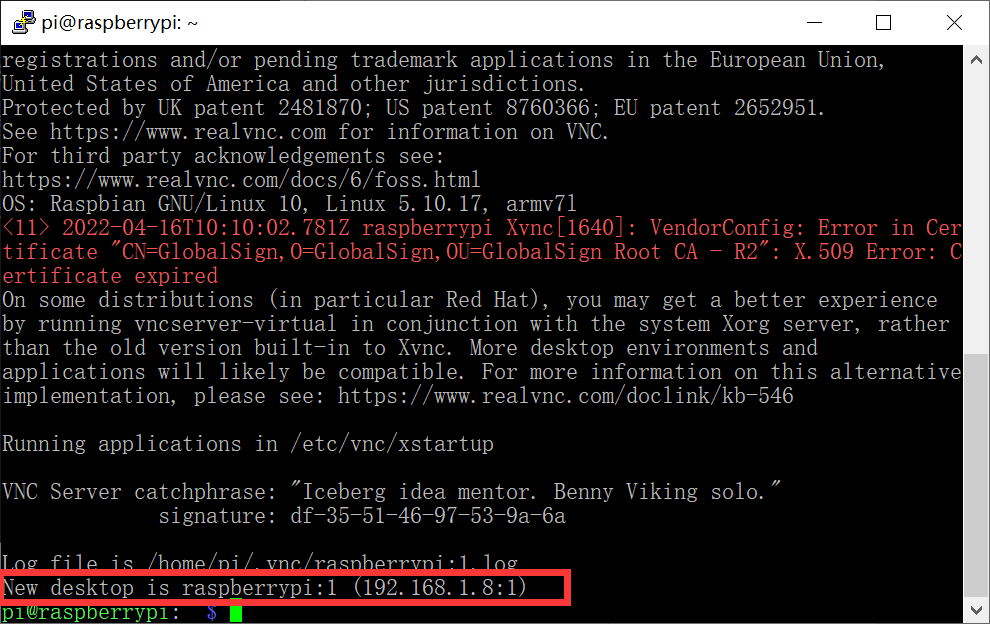 pi@raspberrypi: ~
registrations and/or pending trademark applications in the European Union,
United States of America and other jurisdictions.
Protected by UK patent 2481870; US patent 8760366; EU patent 2652951.
See https://www.realvnc.com for information on VNC.
For third party acknowledgements see:
https://www.realvnc.com/docs/6/foss.html
OS: Raspbian GNU/Linux 10, Linux 5.10.17, armv7l
<11> 2022-04-16T10:10:02.781Z raspberrypi Xvnc[1640]: VendorConfig: Error in Cer
tificate "CN=GlobalSign,O=GlobalSign,OU=GlobalSign Root CA - R2": X.509 Error: C
ertificate expired
On some distributions (in particular Red Hat), you may get a better experience
by running vncserver-virtual in conjunction with the system Xorg server, rather
than the old version built-in to Xvnc. More desktop environments and
applications will likely be compatible. For more information on this alternative
implementation, please see: https://www.realvnc.com/doclink/kb-546
Running applications in /etc/vnc/xstartup
VNC Server catchphrase: "Iceberg idea mentor. Benny Viking solo."
signature: df-35-51-46-97-53-9a-6a
Log file is /home/pi/.vnc/raspberrypi:1.log
New desktop is raspberrypi:1 (192.168.1.8:1)
pi@raspberrypi: $